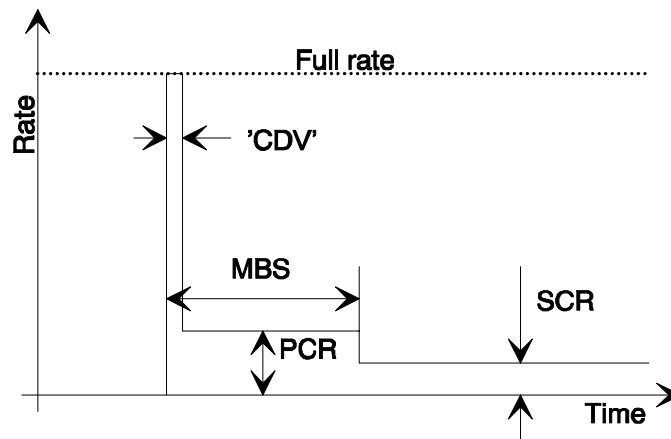 Full rate
Rate
'CDV'
MBS
SCR
PCR
Time